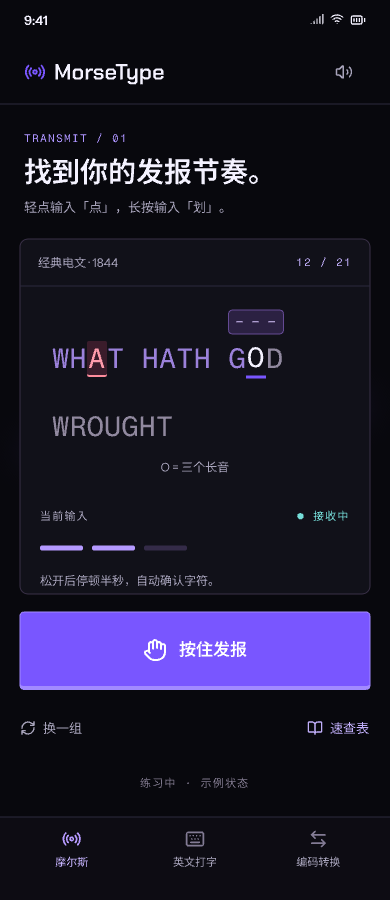 9:41
MorseType
TRANSMIT / 01
找到你的发报节奏。
轻点输入「点」，长按输入「划」。
经典电文·1844
12 / 21
– – –
WHAT HATH GOD
WROUGHT
O = 三个长音
当前输入
接收中
松开后停顿半秒，自动确认字符。
按住发报
换一组
速查表
练习中 · 示例状态
摩尔斯
英文打字
编码转换